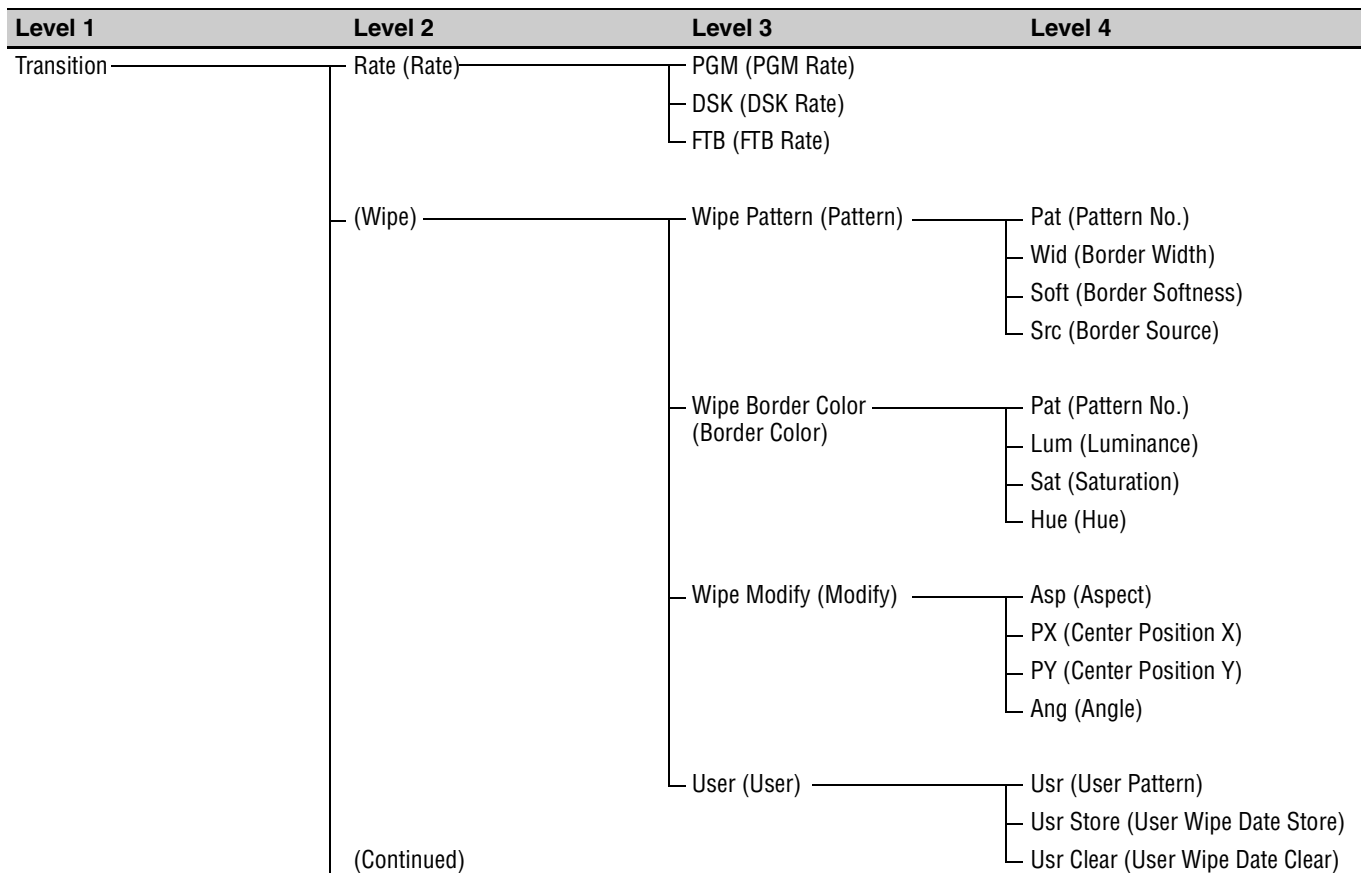 Level 1 Level 2 Level 3 Level 4
Transition Rate (Rate) PGM (PGM Rate)
DSK (DSK Rate)
FTB (FTB Rate)
(Wipe) Wipe Pattern (Pattern) Pat (Pattern No.)
Wid (Border Width)
Soft (Border Softness)
Src (Border Source)
Wipe Border Color Pat (Pattern No.)
(Border Color)
Lum (Luminance)
Sat (Saturation)
Hue (Hue)
Wipe Modify (Modify) Asp (Aspect)
PX (Center Position X)
PY (Center Position Y)
Ang (Angle)
User (User) Usr (User Pattern)
Usr Store (User Wipe Date Store)
(Continued) Usr Clear (User Wipe Date Clear)